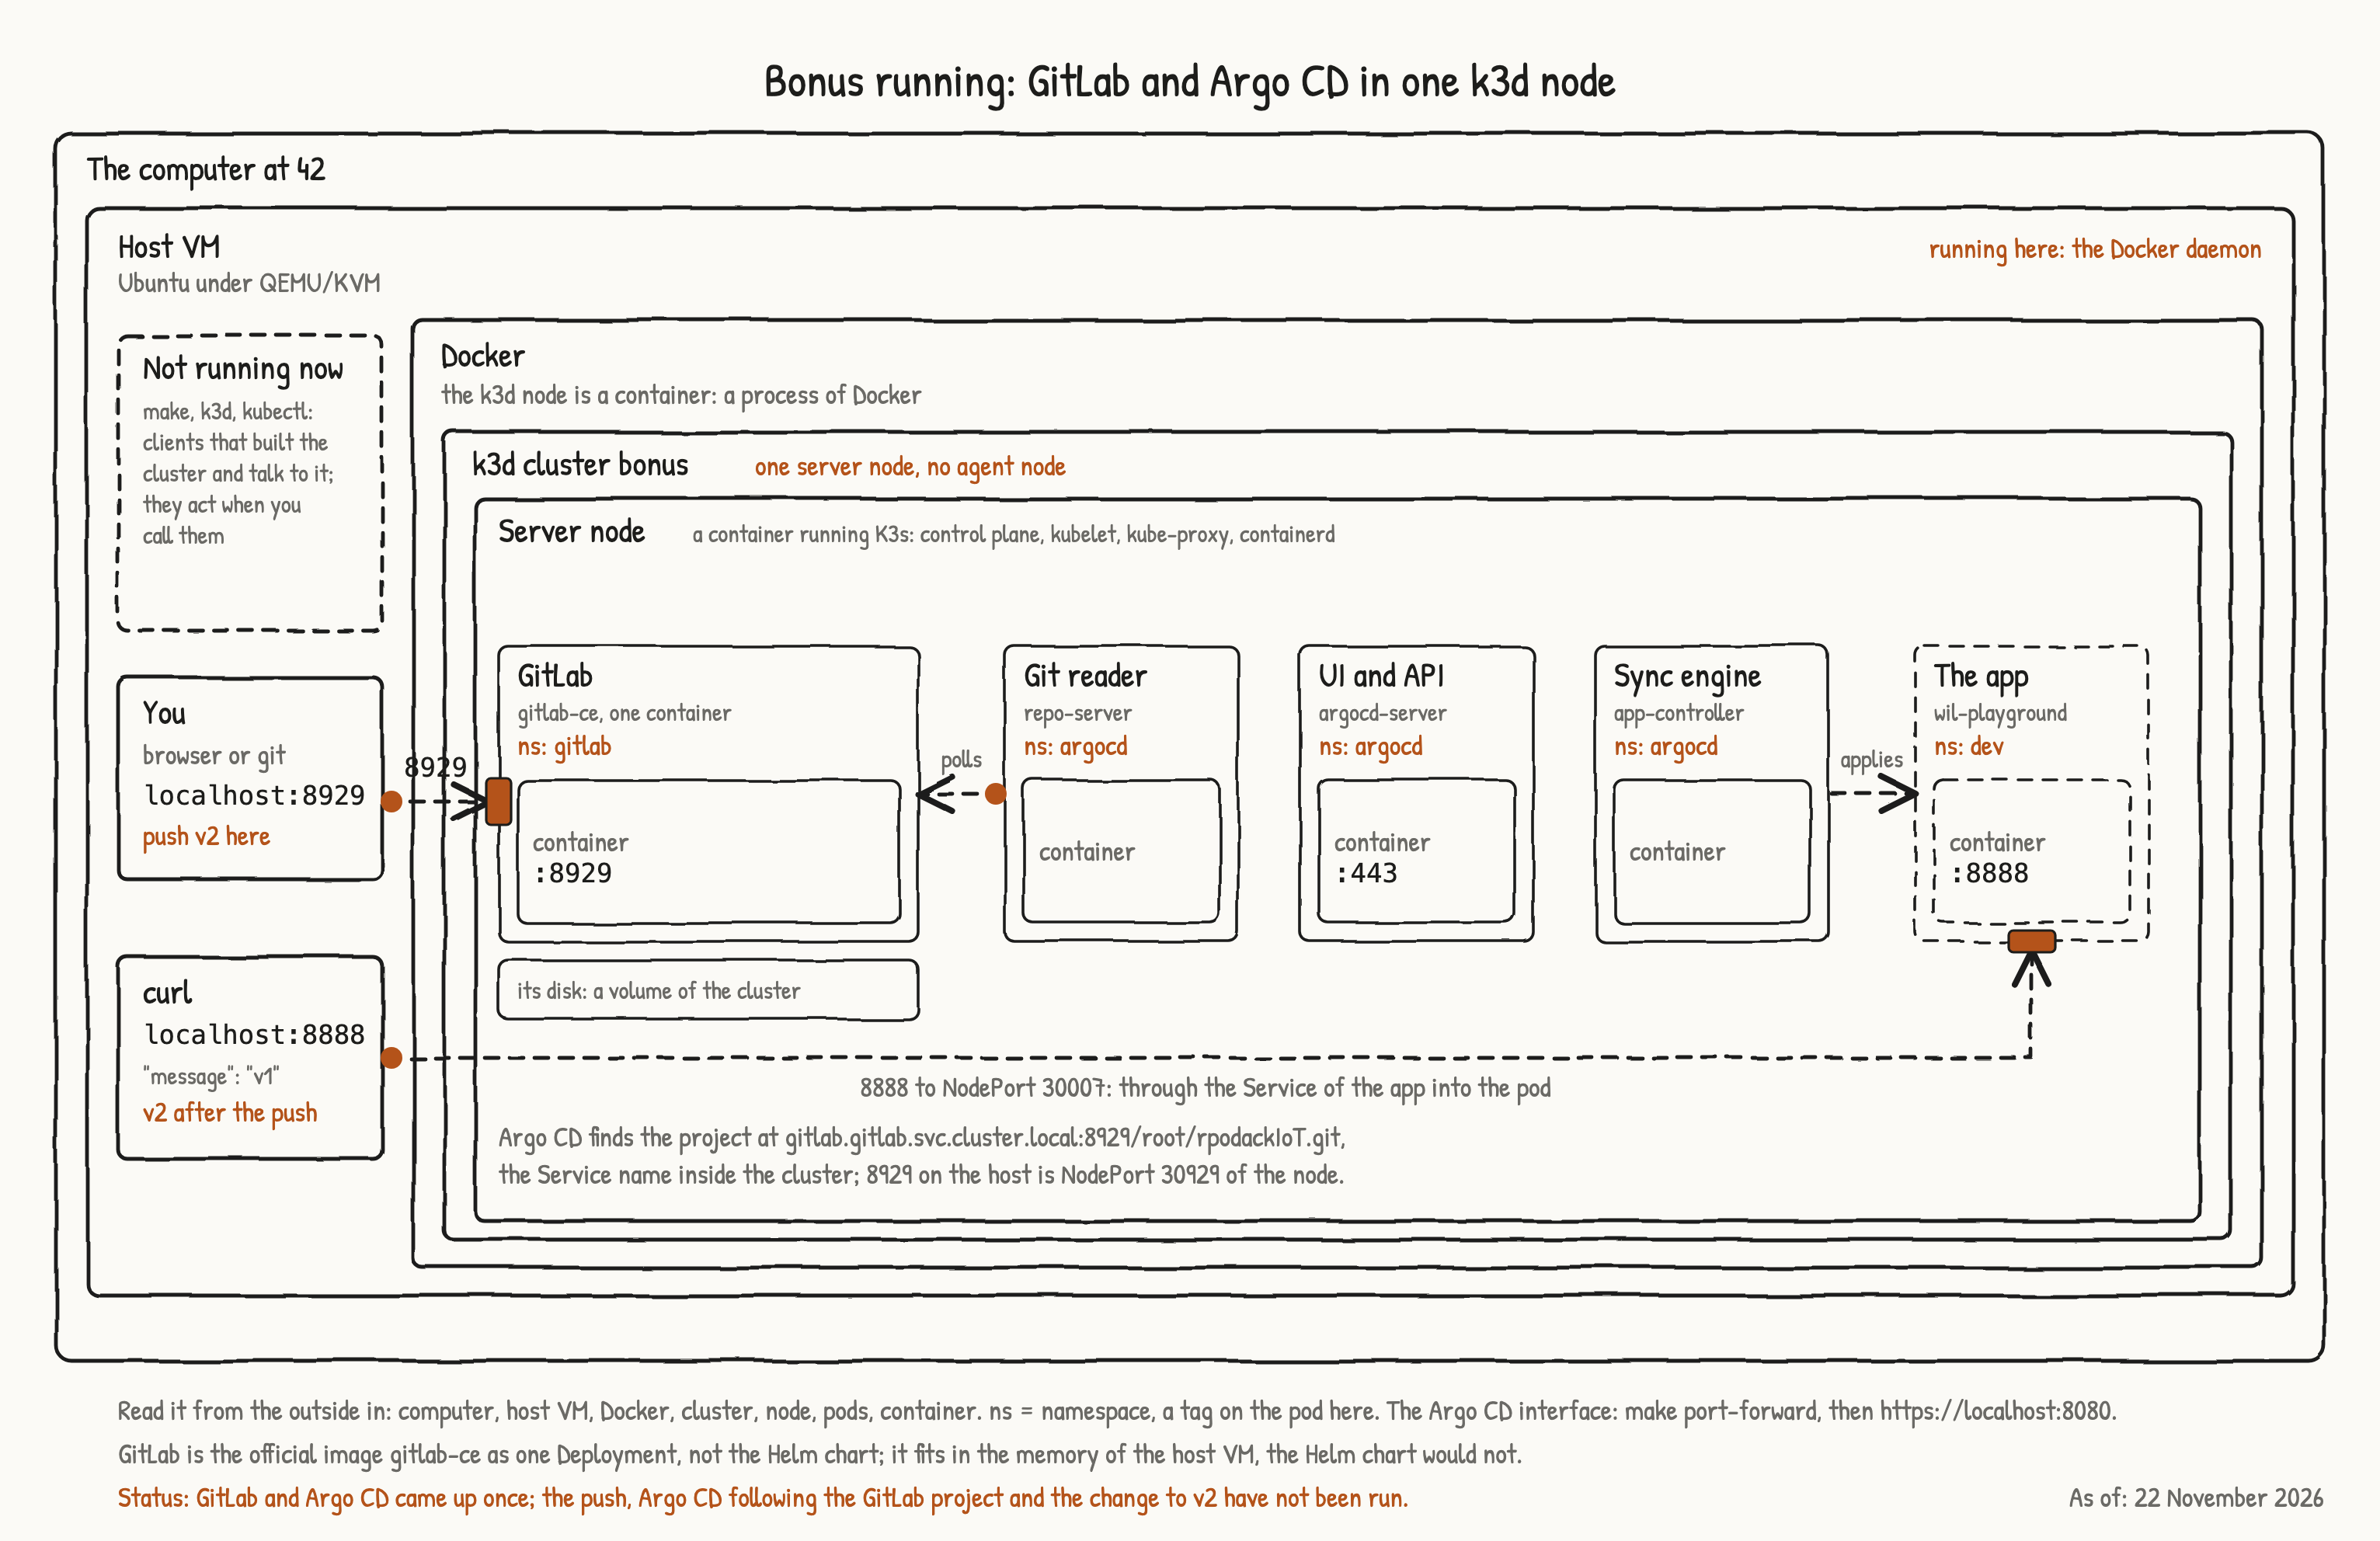 Bonus running: GitLab and Argo CD in one k3d node
The computer at 42
Host VM
Ubuntu under QEMU/KVM
running here: the Docker daemon
Not running now
make, k3d, kubectl:
clients that built the
cluster and talk to it;
they act when you
call them
You
browser or git
localhost:8929
push v2 here
curl
localhost:8888
"message": "v1"
v2 after the push
8929
Docker
the k3d node is a container: a process of Docker
k3d cluster bonus
one server node, no agent node
Server node
a container running K3s: control plane, kubelet, kube-proxy, containerd
GitLab
gitlab-ce, one container
ns: gitlab
container
:8929
its disk: a volume of the cluster
polls
Git reader
repo-server
ns: argocd
container
UI and API
argocd-server
ns: argocd
container
:443
Sync engine
app-controller
ns: argocd
container
applies
The app
wil-playground
ns: dev
container
:8888
8888 to NodePort 30007: through the Service of the app into the pod
Argo CD finds the project at gitlab.gitlab.svc.cluster.local:8929/root/rpodackIoT.git,
the Service name inside the cluster; 8929 on the host is NodePort 30929 of the node.
Read it from the outside in: computer, host VM, Docker, cluster, node, pods, container. ns = namespace, a tag on the pod here. The Argo CD interface: make port-forward, then https://localhost:8080.
GitLab is the official image gitlab-ce as one Deployment, not the Helm chart; it fits in the memory of the host VM, the Helm chart would not.
Status: GitLab and Argo CD came up once; the push, Argo CD following the GitLab project and the change to v2 have not been run.
As of: 22 November 2026